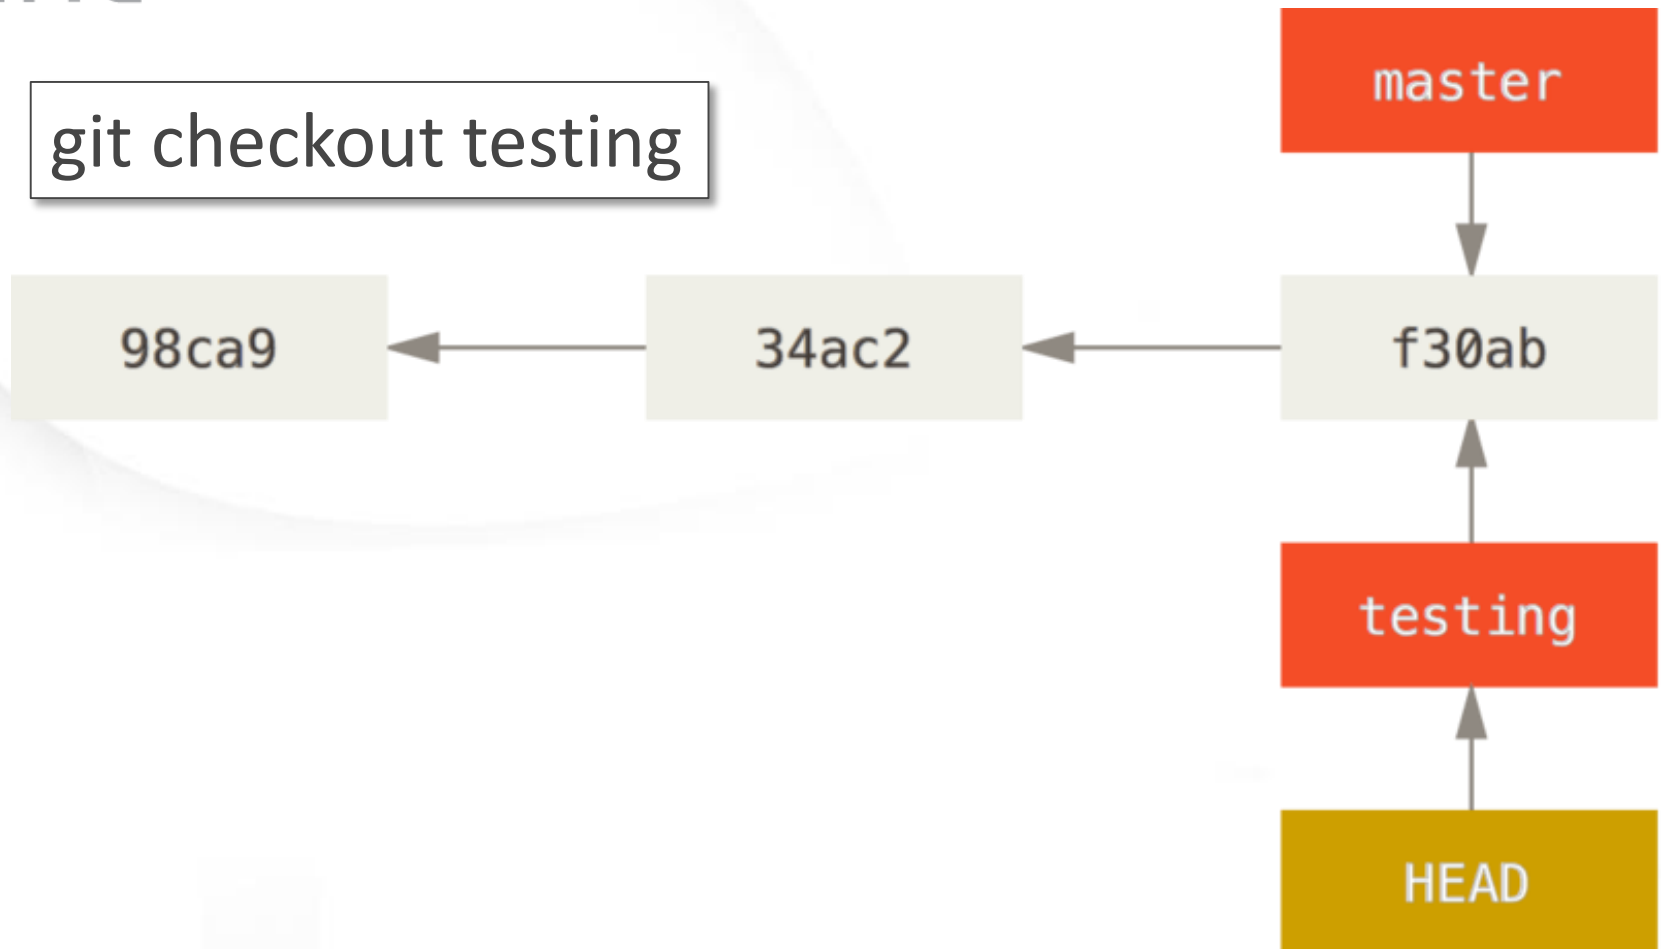 git checkout testing
master
98ca9
34ac2
f30ab
testing
HEAD